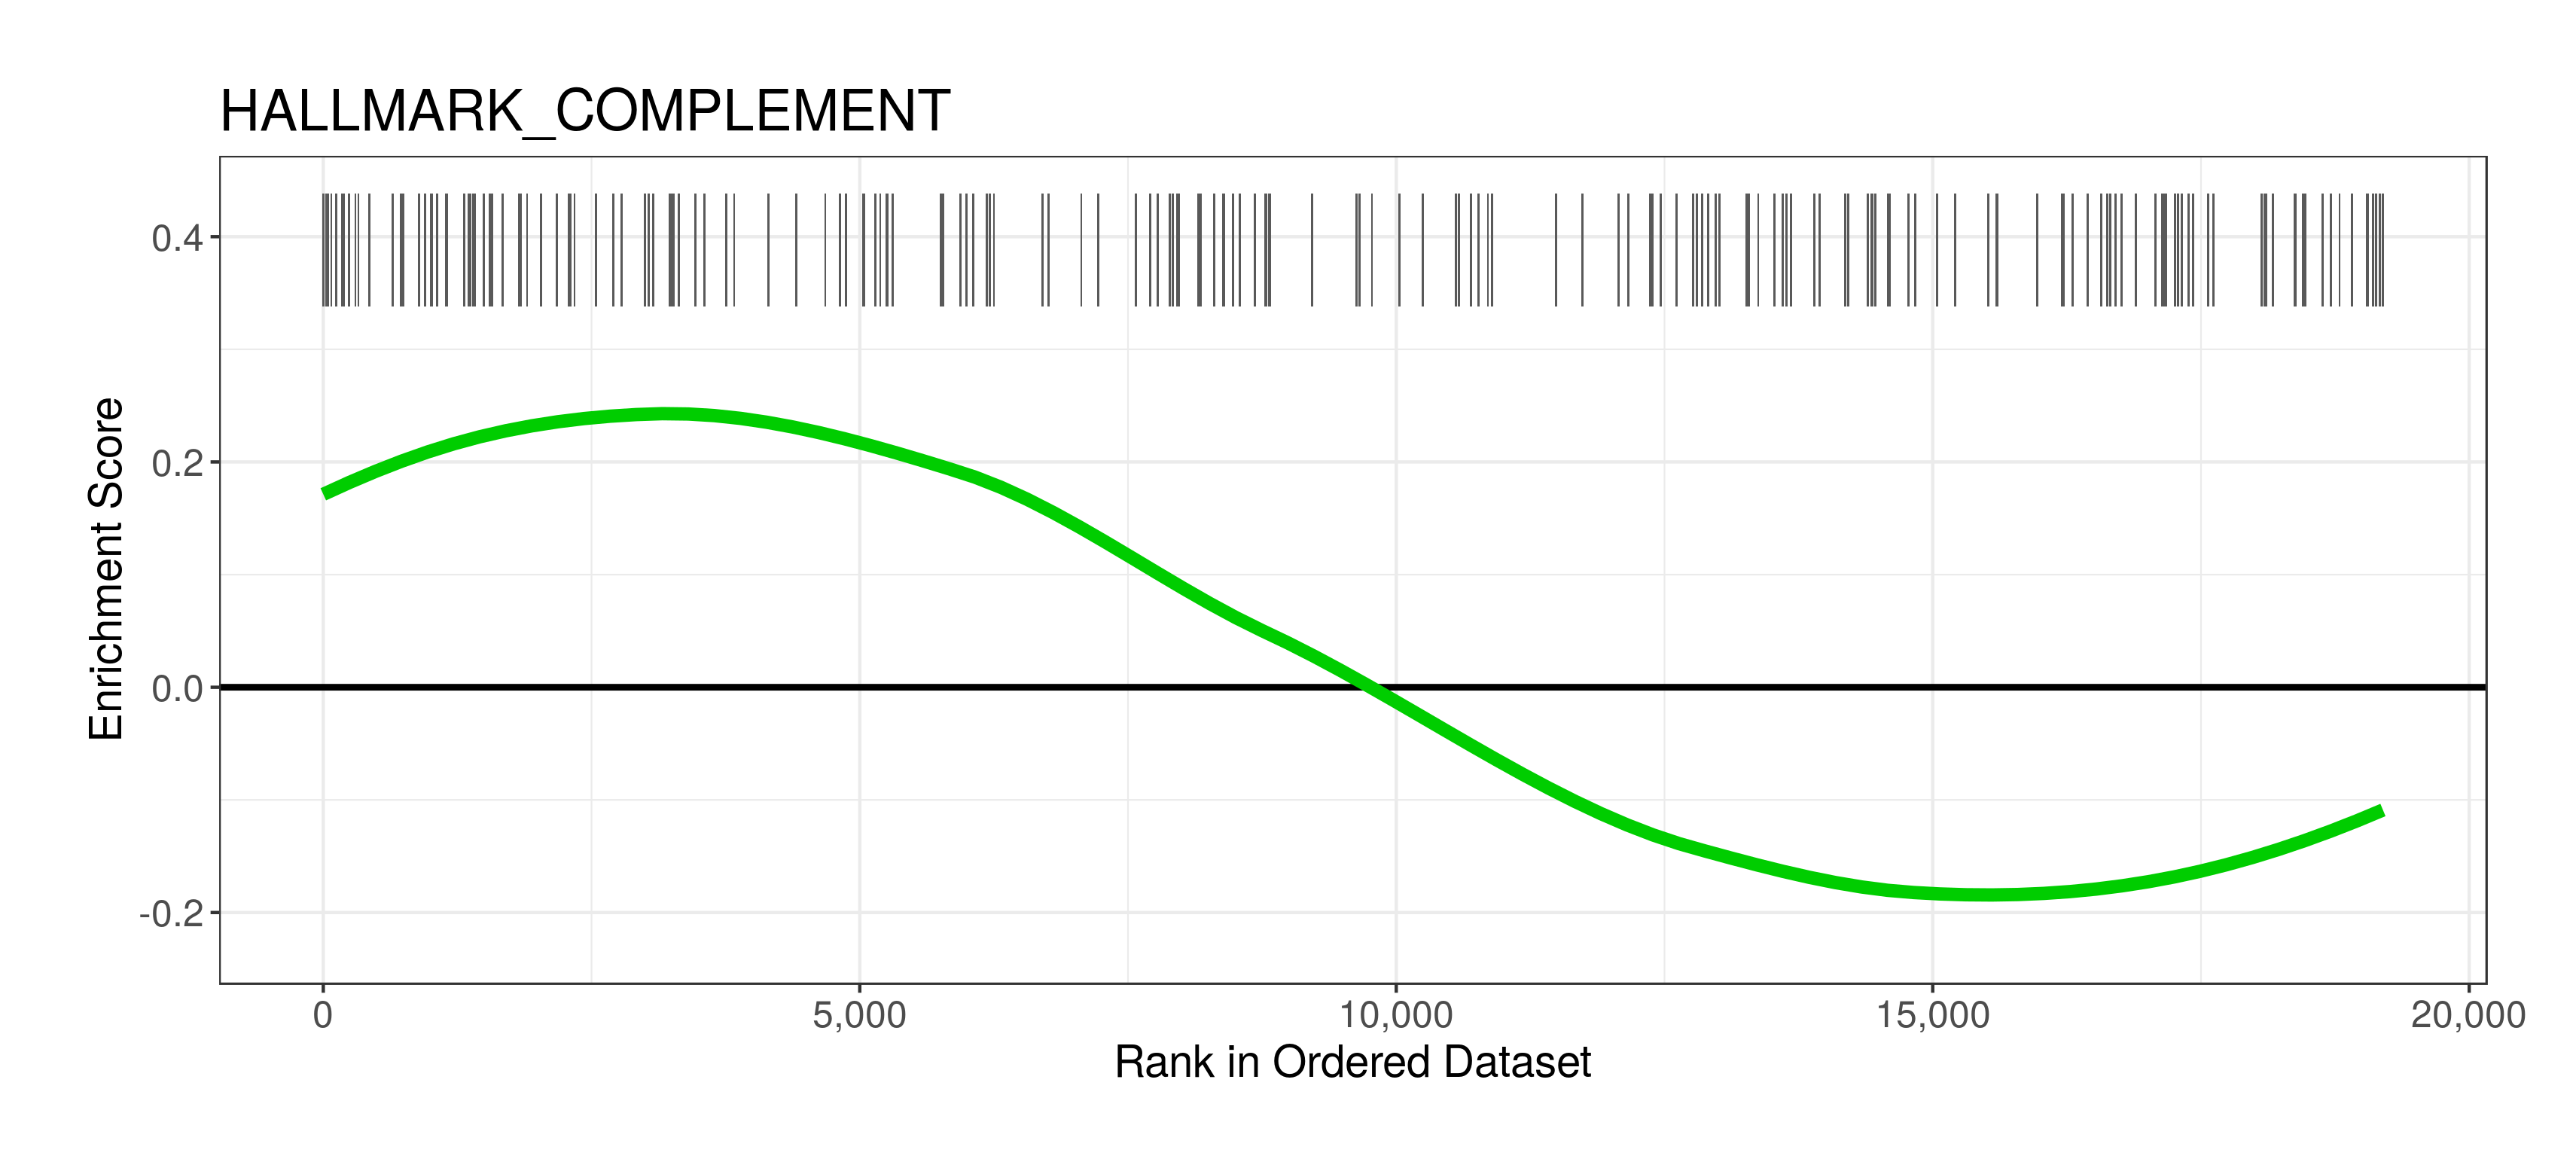 HALLMARK_COMPLEMENT
0.4
0.2
0.0
-0.2
Enrichment Score
0 5,000 10,000 15,000 20,000
Rank in Ordered Dataset